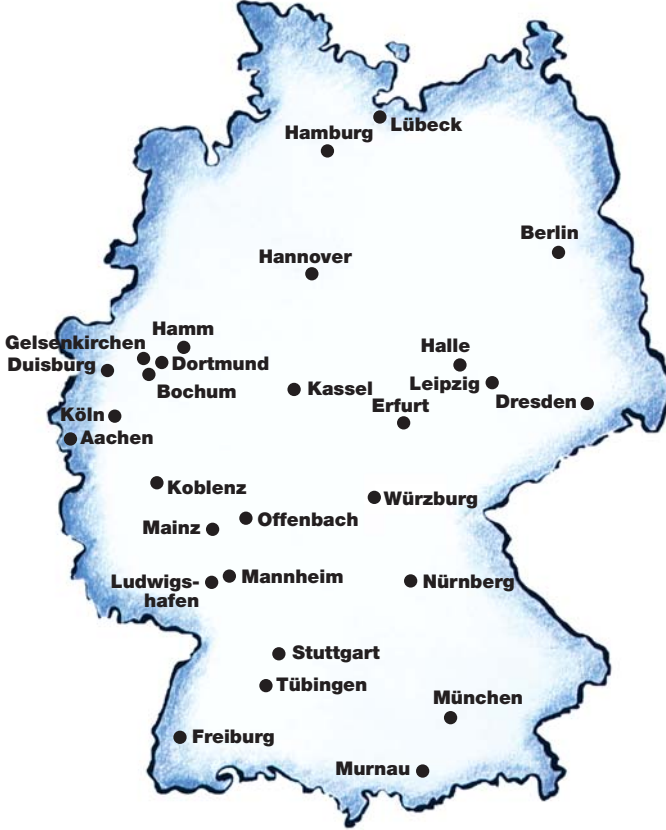 Lübeck
Hamburg
Berlin
Hannover
Hamm
Gelsenkirchen
Dortmund
Duisburg
Bochum
Halle
Leipzig
Kassel
Dresden
Erfurt
Köln
Aachen
Koblenz
Würzburg
Offenbach
Mainz
Mannheim
Ludwigs-
hafen
Nürnberg
Stuttgart
Tübingen
München
Freiburg
Murnau